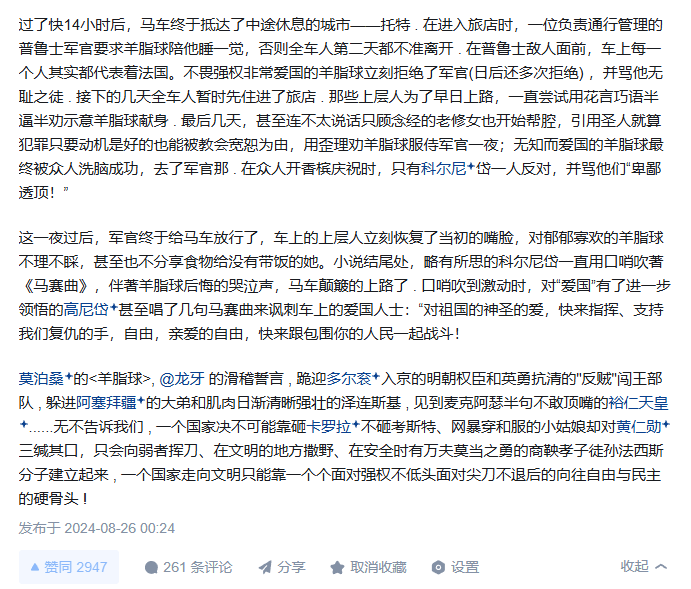 过了快14小时后，马车终于抵达了中途休息的城市——托特 . 在进入旅店时，一位负责通行管理的
普鲁士军官要求羊脂球陪他睡一觉，否则全车人第二天都不准离开 . 在普鲁士敌人面前，车上每一
个人其实都代表着法国。不畏强权非常爱国的羊脂球立刻拒绝了军官(日后还多次拒绝) ，并骂他无
耻之徒 . 接下的几天全车人暂时先住进了旅店 . 那些上层人为了早日上路，一直尝试用花言巧语半
逼半劝示意羊脂球献身 . 最后几天，甚至连不太说话只顾念经的老修女也开始帮腔，引用圣人就算
犯罪只要动机是好的也能被教会宽恕为由，用歪理劝羊脂球服侍军官一夜；无知而爱国的羊脂球最
终被众人洗脑成功，去了军官那 . 在众人开香槟庆祝时，只有科尔尼岱一人反对，并骂他们“卑鄙
透顶！”
这一夜过后，军官终于给马车放行了，车上的上层人立刻恢复了当初的嘴脸，对郁郁寡欢的羊脂球
不理不睬，甚至也不分享食物给没有带饭的她。小说结尾处，略有所思的科尔尼岱一直用口哨吹著
《马赛曲》，伴著羊脂球后悔的哭泣声，马车颠簸的上路了 . 口哨吹到激动时，对“爱国”有了进一步
领悟的高尼岱甚至唱了几句马赛曲来讽刺车上的爱国人士：“对祖国的神圣的爱，快来指挥、支持
我们复仇的手，自由，亲爱的自由，快来跟包围你的人民一起战斗！
莫泊桑的<羊脂球>, @龙牙 的滑稽誓言 , 跪迎多尔衮入京的明朝权臣和英勇抗清的"反贼"闯王部
队 , 躲进阿塞拜疆的大弟和肌肉日渐清晰强壮的泽连斯基 , 见到麦克阿瑟半句不敢顶嘴的裕仁天皇
......无不告诉我们 , 一个国家决不可能靠砸卡罗拉不砸考斯特、网暴穿和服的小姑娘却对黄仁勋
三缄其口，只会向弱者挥刀、在文明的地方撒野、在安全时有万夫莫当之勇的商鞅孝子徒孙法西斯
分子建立起来 , 一个国家走向文明只能靠一个个面对强权不低头面对尖刀不退后的向往自由与民主
的硬骨头 !
发布于 2024-08-26 00:24
赞同 2947 261 条评论 分享 取消收藏 设置 收起